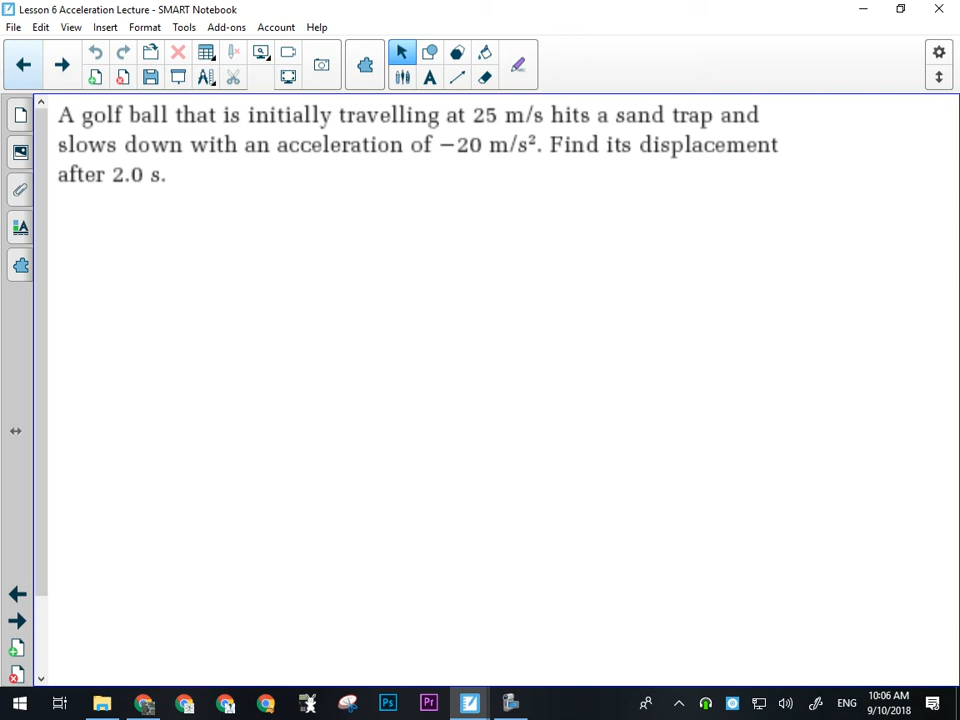 Lesson 6 Acceleration Lecture - SMART Notebook
File Edit View Insert Format Tools Add-ons Account Help
A golf ball that is initially travelling at 25 m/s hits a sand trap and
slows down with an acceleration of −20 m/s². Find its displacement
after 2.0 s.
Ps Pr ENG 10:06 AM
9/10/2018